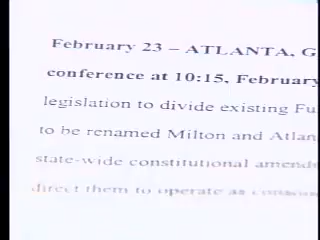 February 23 – ATLANTA, G
conference at 10:15, February
legislation to divide existing Fu
to be renamed Milton and Atlan
state-wide constitutional amend
direct them to operate as